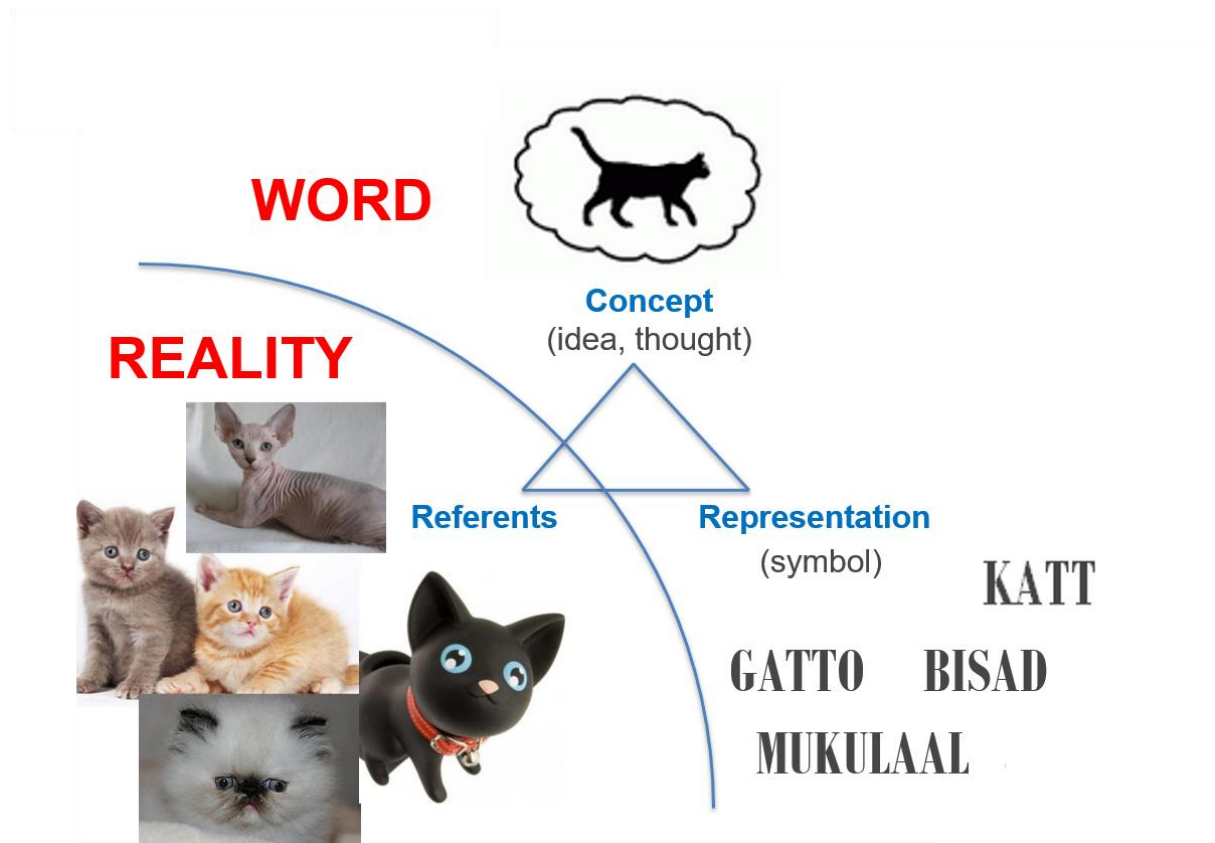 WORD
Concept
(idea, thought)
REALITY
Referents
Representation
(symbol)
KATT
GATTO BISAD
MUKULAAL